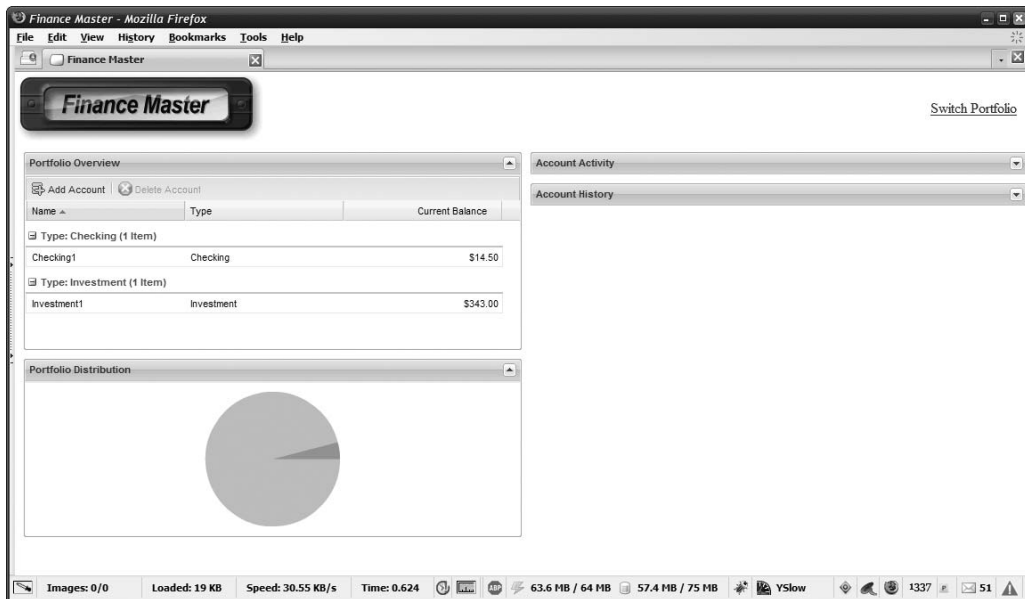 Finance Master - Mozilla Firefox
File Edit View History Bookmarks Tools Help
Finance Master
Finance Master
Switch Portfolio
Portfolio Overview
Add Account Delete Account
Name Type Current Balance
Type: Checking (1 Item)
Checking1 Checking $14.50
Type: Investment (1 Item)
Investment1 Investment $343.00
Portfolio Distribution
Account Activity
Account History
Images: 0/0 Loaded: 19 KB Speed: 30.55 KB/s Time: 0.624 ABP 63.6 MB / 64 MB 57.4 MB / 75 MB YSlow 1337 51